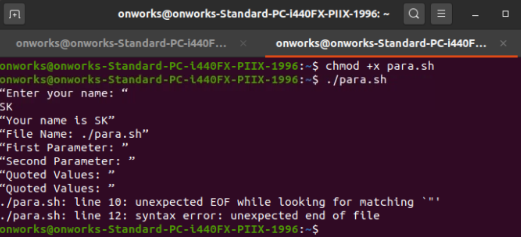 onworks@onworks-Standard-PC-i440FX-PIIX-1996: ~
onworks@onworks-Standard-PC-i440F...
onworks@onworks-Standard-PC-i440F...
onworks@onworks-Standard-PC-i440FX-PIIX-1996:~$ chmod +x para.sh
onworks@onworks-Standard-PC-i440FX-PIIX-1996:~$ ./para.sh
“Enter your name: “
SK
“Your name is SK”
“File Name: ./para.sh”
“First Parameter: ”
“Second Parameter: ”
“Quoted Values: ”
“Quoted Values: ”
./para.sh: line 10: unexpected EOF while looking for matching `"'
./para.sh: line 12: syntax error: unexpected end of file
onworks@onworks-Standard-PC-i440FX-PIIX-1996:~$